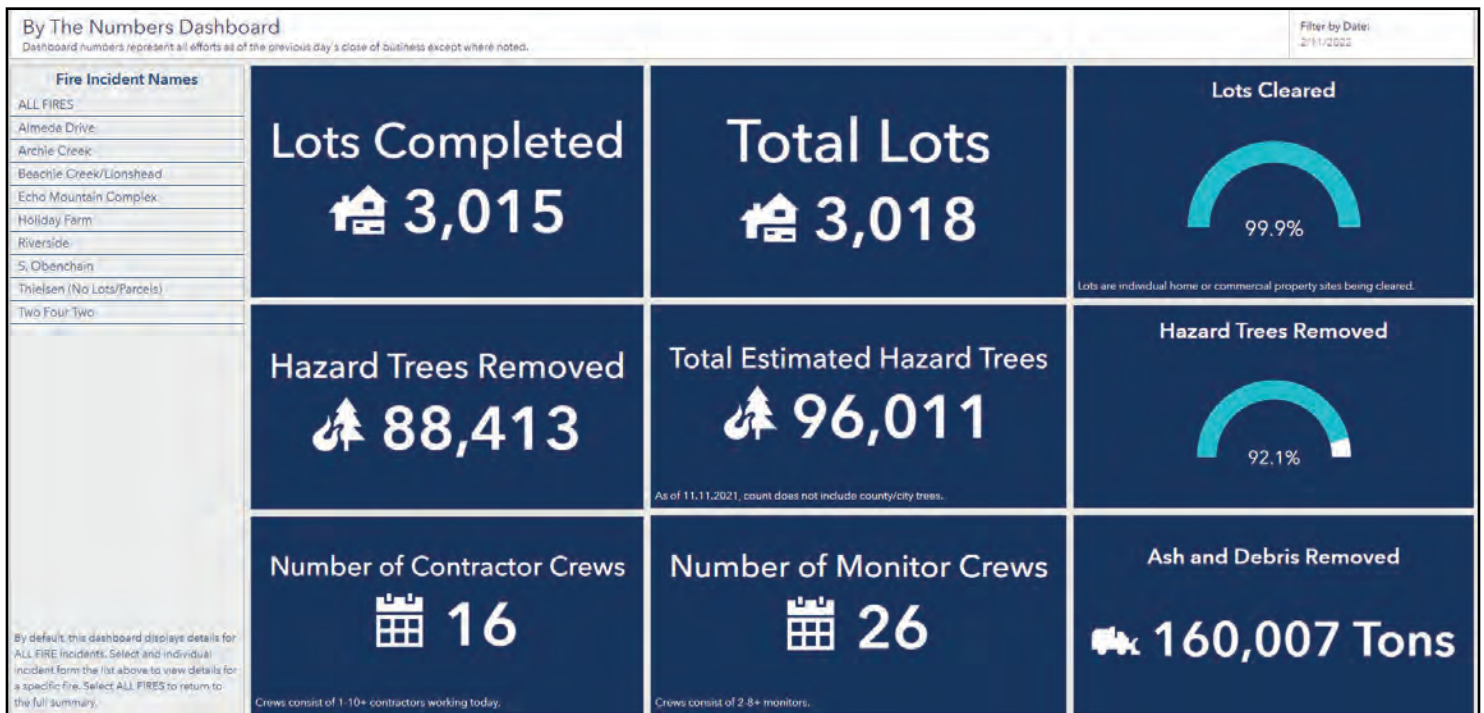 By The Numbers Dashboard
Dashboard numbers represent all efforts as of the previous day's close of business except where noted.
Filter by Date:
2/11/2022
Fire Incident Names
ALL FIRES
Almeda Drive
Archie Creek
Beachie Creek/Lionshead
Echo Mountain Complex
Holiday Farm
Riverside
S. Obenchain
Thielsen (No Lots/Parcels)
Two Four Two
By default, this dashboard displays details for
ALL FIRE incidents. Select and individual
incident form the list above to view details for
a specific fire. Select ALL FIRES to return to
the full summary.
Lots Completed
3,015
Total Lots
3,018
Lots Cleared
99.9%
Lots are individual home or commercial property sites being cleared.
Hazard Trees Removed
88,413
Total Estimated Hazard Trees
96,011
As of 11.11.2021, count does not include county/city trees.
Hazard Trees Removed
92.1%
Number of Contractor Crews
16
Crews consist of 1-10+ contractors working today.
Number of Monitor Crews
26
Crews consist of 2-8+ monitors.
Ash and Debris Removed
160,007 Tons